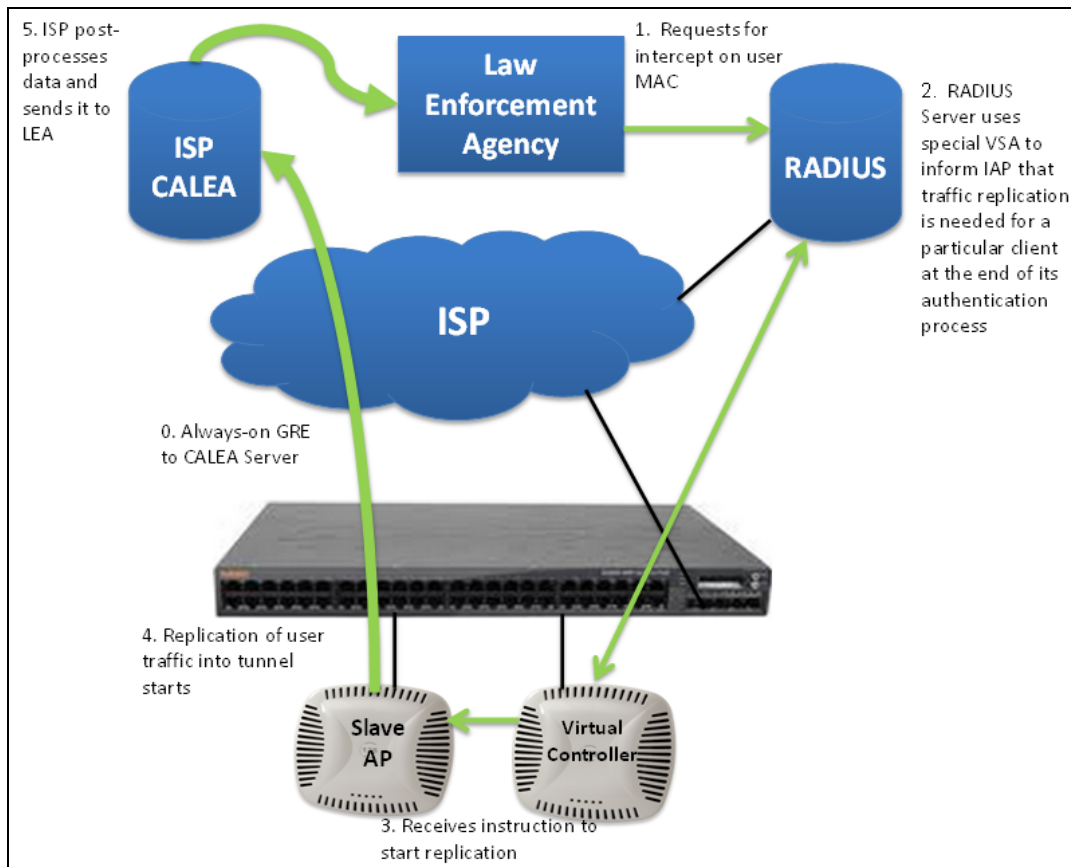 5. ISP post-
processes
data and
sends it to
LEA
ISP
CALEA
Law
Enforcement
Agency
1. Requests for
intercept on user
MAC
RADIUS
2. RADIUS
Server uses
special VSA to
inform IAP that
traffic replication
is needed for a
particular client
at the end of its
authentication
process
ISP
0. Always-on GRE
to CALEA Server
4. Replication of user
traffic into tunnel
starts
Slave
AP
Virtual
Controller
3. Receives instruction to
start replication